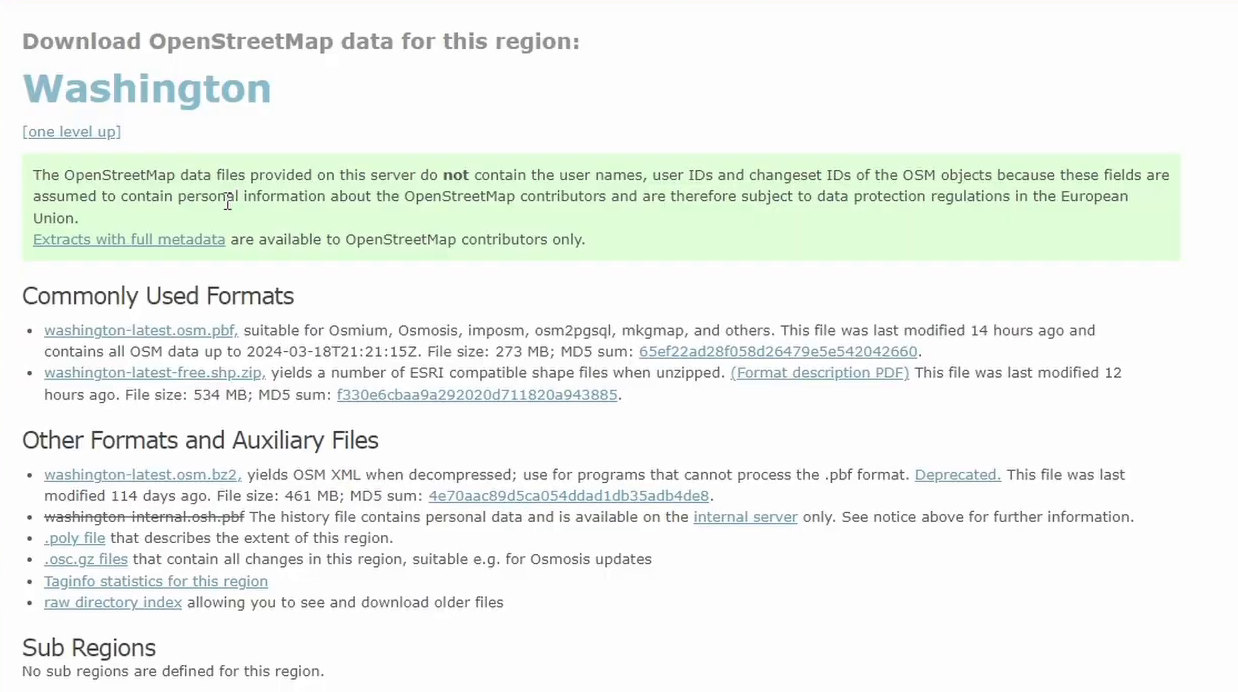 Download OpenStreetMap data for this region:
Washington
[one level up]
The OpenStreetMap data files provided on this server do not contain the user names, user IDs and changeset IDs of the OSM objects because these fields are
assumed to contain personal information about the OpenStreetMap contributors and are therefore subject to data protection regulations in the European
Union.
Extracts with full metadata are available to OpenStreetMap contributors only.
Commonly Used Formats
• washington-latest.osm.pbf, suitable for Osmium, Osmosis, imposm, osm2pgsql, mkgmap, and others. This file was last modified 14 hours ago and
contains all OSM data up to 2024-03-18T21:21:15Z. File size: 273 MB; MD5 sum: 65ef22ad28f058d26479e5e542042660.
• washington-latest-free.shp.zip, yields a number of ESRI compatible shape files when unzipped. (Format description PDF) This file was last modified 12
hours ago. File size: 534 MB; MD5 sum: f330e6cbaa9a292020d711820a943885.
Other Formats and Auxiliary Files
• washington-latest.osm.bz2, yields OSM XML when decompressed; use for programs that cannot process the .pbf format. Deprecated. This file was last
modified 114 days ago. File size: 461 MB; MD5 sum: 4e70aac89d5ca054ddad1db35adb4de8.
• washington-internal.osh.pbf The history file contains personal data and is available on the internal server only. See notice above for further information.
• .poly file that describes the extent of this region.
• .osc.gz files that contain all changes in this region, suitable e.g. for Osmosis updates
• Taginfo statistics for this region
• raw directory index allowing you to see and download older files
Sub Regions
No sub regions are defined for this region.